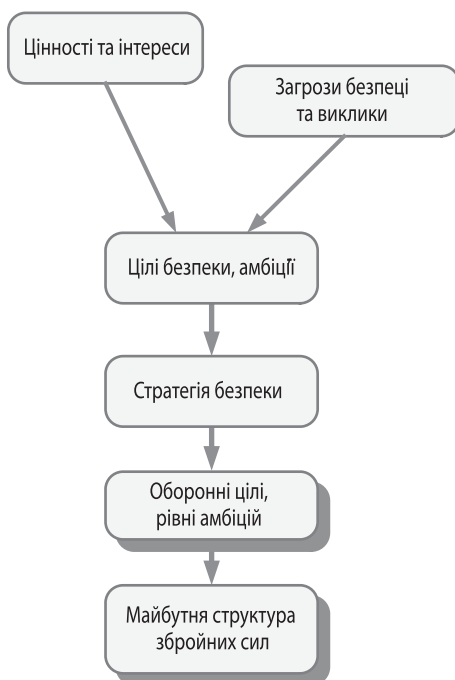 Цінності та інтереси
Загрози безпеці
та виклики
Цілі безпеки, амбіції
Стратегія безпеки
Оборонні цілі,
рівні амбіцій
Майбутня структура
збройних сил